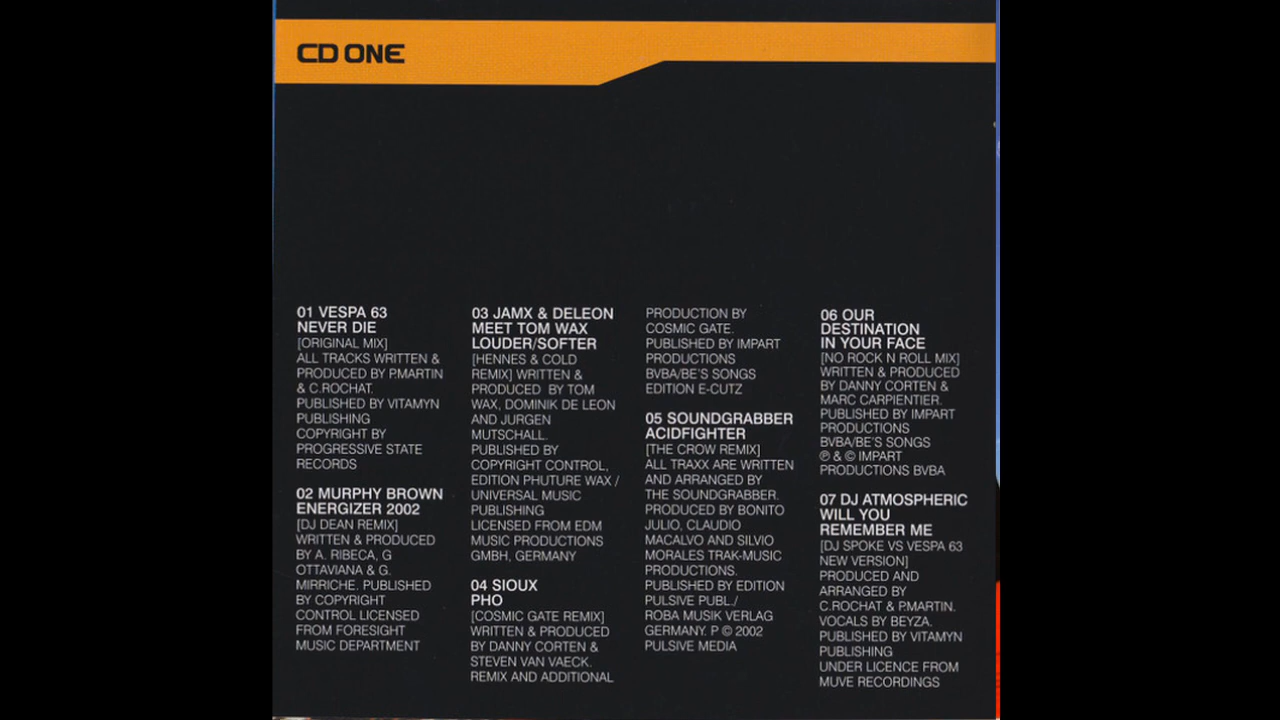 CD ONE
01 VESPA 63
NEVER DIE
[ORIGINAL MIX]
ALL TRACKS WRITTEN &
PRODUCED BY P.MARTIN
& C.ROCHAT.
PUBLISHED BY VITAMYN
PUBLISHING
COPYRIGHT BY
PROGRESSIVE STATE
RECORDS
02 MURPHY BROWN
ENERGIZER 2002
[DJ DEAN REMIX]
WRITTEN & PRODUCED
BY A. RIBECA, G
OTTAVIANA & G.
MIRRICHE. PUBLISHED
BY COPYRIGHT
CONTROL LICENSED
FROM FORESIGHT
MUSIC DEPARTMENT
03 JAMX & DELEON
MEET TOM WAX
LOUDER/SOFTER
[HENNES & COLD
REMIX] WRITTEN &
PRODUCED BY TOM
WAX, DOMINIK DE LEON
AND JURGEN
MUTSCHALL.
PUBLISHED BY
COPYRIGHT CONTROL,
EDITION PHUTURE WAX /
UNIVERSAL MUSIC
PUBLISHING
LICENSED FROM EDM
MUSIC PRODUCTIONS
GMBH, GERMANY
04 SIOUX
PHO
[COSMIC GATE REMIX]
WRITTEN & PRODUCED
BY DANNY CORTEN &
STEVEN VAN VAECK.
REMIX AND ADDITIONAL
PRODUCTION BY
COSMIC GATE.
PUBLISHED BY IMPART
PRODUCTIONS
BVBA/BE'S SONGS
EDITION E-CUTZ
05 SOUNDGRABBER
ACIDFIGHTER
[THE CROW REMIX]
ALL TRAXX ARE WRITTEN
AND ARRANGED BY
THE SOUNDGRABBER.
PRODUCED BY BONITO
JULIO, CLAUDIO
MACALVO AND SILVIO
MORALES TRAK-MUSIC
PRODUCTIONS.
PUBLISHED BY EDITION
PULSIVE PUBL./
ROBA MUSIK VERLAG
GERMANY. P © 2002
PULSIVE MEDIA
06 OUR
DESTINATION
IN YOUR FACE
[NO ROCK N ROLL MIX]
WRITTEN & PRODUCED
BY DANNY CORTEN &
MARC CARPIENTIER.
PUBLISHED BY IMPART
PRODUCTIONS
BVBA/BE'S SONGS
℗ & © IMPART
PRODUCTIONS BVBA
07 DJ ATMOSPHERIC
WILL YOU
REMEMBER ME
[DJ SPOKE VS VESPA 63
NEW VERSION]
PRODUCED AND
ARRANGED BY
C.ROCHAT & P.MARTIN.
VOCALS BY BEYZA.
PUBLISHED BY VITAMYN
PUBLISHING
UNDER LICENCE FROM
MUVE RECORDINGS